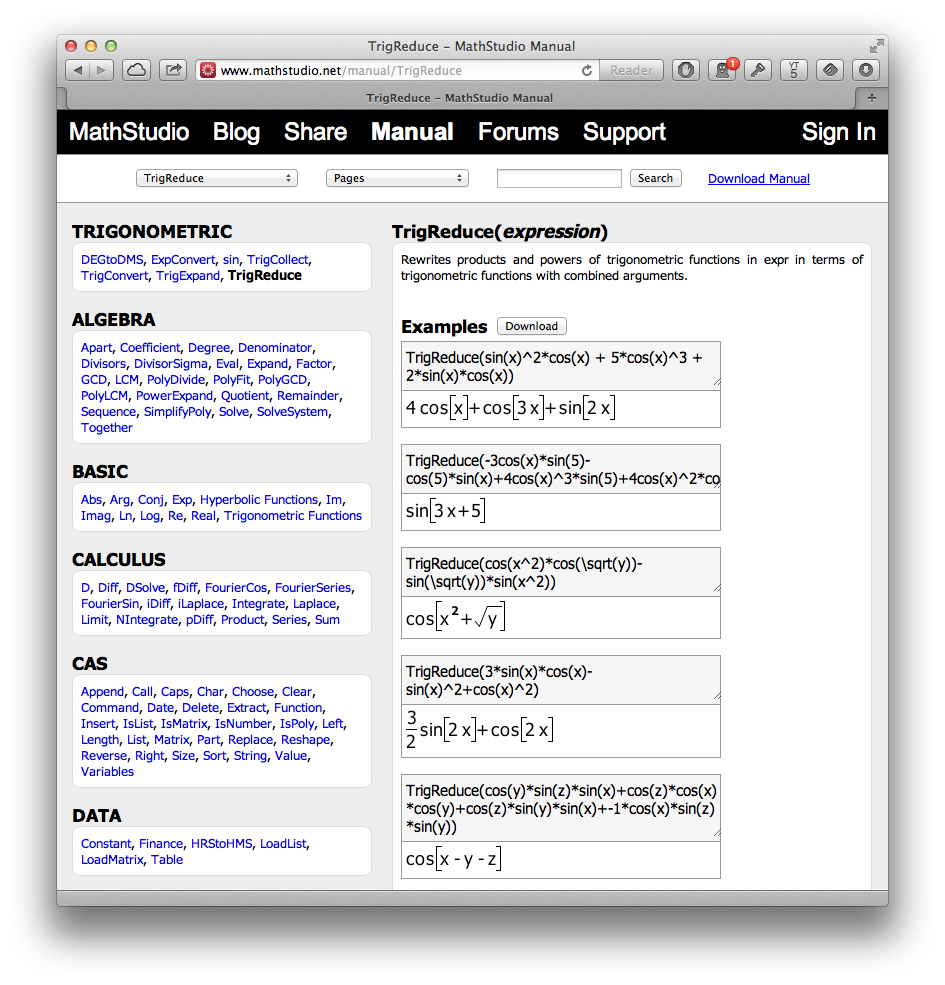 TrigReduce – MathStudio Manual
www.mathstudio.net/manual/TrigReduce
Reader
1
YT
5
TrigReduce – MathStudio Manual
MathStudio Blog Share Manual Forums Support Sign In
TrigReduce Pages Search Download Manual
TRIGONOMETRIC
DEGtoDMS, ExpConvert, sin, TrigCollect,
TrigConvert, TrigExpand, TrigReduce
ALGEBRA
Apart, Coefficient, Degree, Denominator,
Divisors, DivisorSigma, Eval, Expand, Factor,
GCD, LCM, PolyDivide, PolyFit, PolyGCD,
PolyLCM, PowerExpand, Quotient, Remainder,
Sequence, SimplifyPoly, Solve, SolveSystem,
Together
BASIC
Abs, Arg, Conj, Exp, Hyperbolic Functions, Im,
Imag, Ln, Log, Re, Real, Trigonometric Functions
CALCULUS
D, Diff, DSolve, fDiff, FourierCos, FourierSeries,
FourierSin, iDiff, iLaplace, Integrate, Laplace,
Limit, NIntegrate, pDiff, Product, Series, Sum
CAS
Append, Call, Caps, Char, Choose, Clear,
Command, Date, Delete, Extract, Function,
Insert, IsList, IsMatrix, IsNumber, IsPoly, Left,
Length, List, Matrix, Part, Replace, Reshape,
Reverse, Right, Size, Sort, String, Value,
Variables
DATA
Constant, Finance, HRStoHMS, LoadList,
LoadMatrix, Table
TrigReduce(expression)
Rewrites products and powers of trigonometric functions in expr in terms of
trigonometric functions with combined arguments.
Examples Download
TrigReduce(sin(x)^2*cos(x) + 5*cos(x)^3 +
2*sin(x)*cos(x))
4 cos[x]+cos[3 x]+sin[2 x]
TrigReduce(-3cos(x)*sin(5)-
cos(5)*sin(x)+4cos(x)^3*sin(5)+4cos(x)^2*co
sin[3 x+5]
TrigReduce(cos(x^2)*cos(\sqrt(y))-
sin(\sqrt(y))*sin(x^2))
cos[x²+√y]
TrigReduce(3*sin(x)*cos(x)-
sin(x)^2+cos(x)^2)
3/2 sin[2 x]+cos[2 x]
TrigReduce(cos(y)*sin(z)*sin(x)+cos(z)*cos(x)
*cos(y)+cos(z)*sin(y)*sin(x)+-1*cos(x)*sin(z)
*sin(y))
cos[x - y - z]